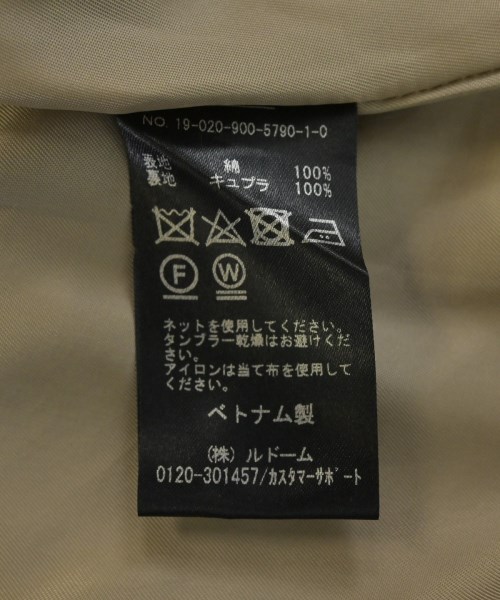 NO. 19-020-900-5790-1-0
表地 綿 100%
裏地 キュプラ 100%
F W
ネットを使用してください。
タンブラー乾燥はお避けくだ
さい。
アイロンは当て布を使用して
ください。
ベトナム製
(株) ルドーム
0120-301457/カスタマーサポート